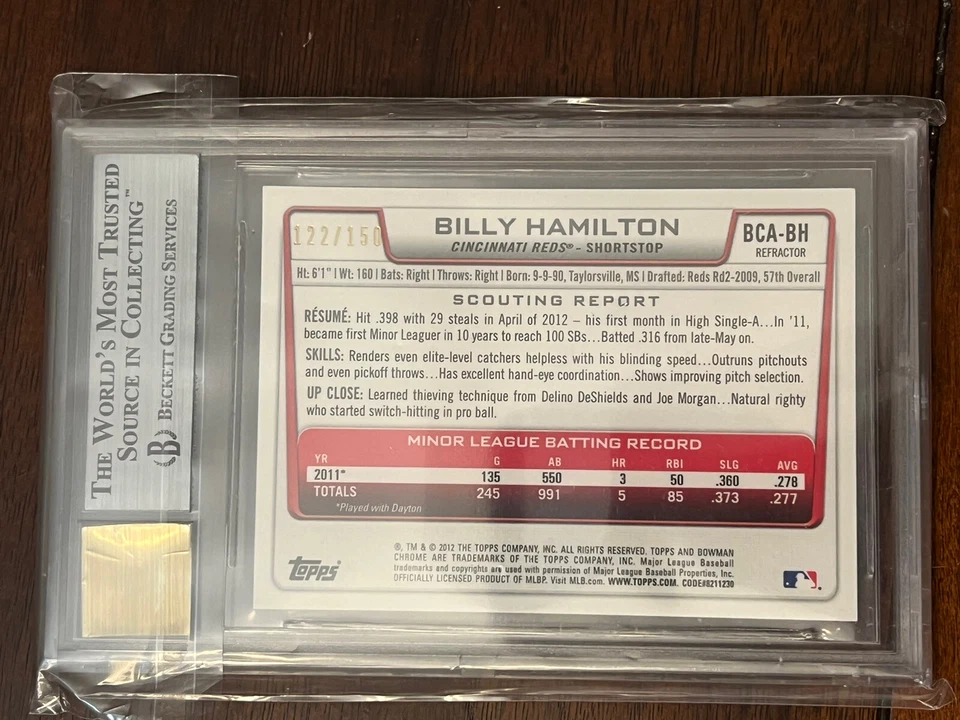 THE WORLD'S MOST TRUSTED
SOURCE IN COLLECTING™
BECKETT GRADING SERVICES
122/150
BILLY HAMILTON
CINCINNATI REDS® - SHORTSTOP
BCA-BH
REFRACTOR
Ht: 6'1" | Wt: 160 | Bats: Right | Throws: Right | Born: 9-9-90, Taylorsville, MS | Drafted: Reds Rd2-2009, 57th Overall
SCOUTING REPORT
RÉSUMÉ: Hit .398 with 29 steals in April of 2012 – his first month in High Single-A...In '11,
became first Minor Leaguer in 10 years to reach 100 SBs...Batted .316 from late-May on.
SKILLS: Renders even elite-level catchers helpless with his blinding speed...Outruns pitchouts
and even pickoff throws...Has excellent hand-eye coordination...Shows improving pitch selection.
UP CLOSE: Learned thieving technique from Delino DeShields and Joe Morgan...Natural righty
who started switch-hitting in pro ball.
MINOR LEAGUE BATTING RECORD
YR G AB HR RBI SLG AVG
2011* 135 550 3 50 .360 .278
TOTALS 245 991 5 85 .373 .277
*Played with Dayton
®, TM & © 2012 THE TOPPS COMPANY, INC. ALL RIGHTS RESERVED. TOPPS AND BOWMAN
CHROME ARE TRADEMARKS OF THE TOPPS COMPANY, INC. Major League Baseball
trademarks and copyrights are used with permission of Major League Baseball Properties, Inc.
OFFICIALLY LICENSED PRODUCT OF MLBP. Visit MLB.com. WWW.TOPPS.COM. CODE#8211230
Topps